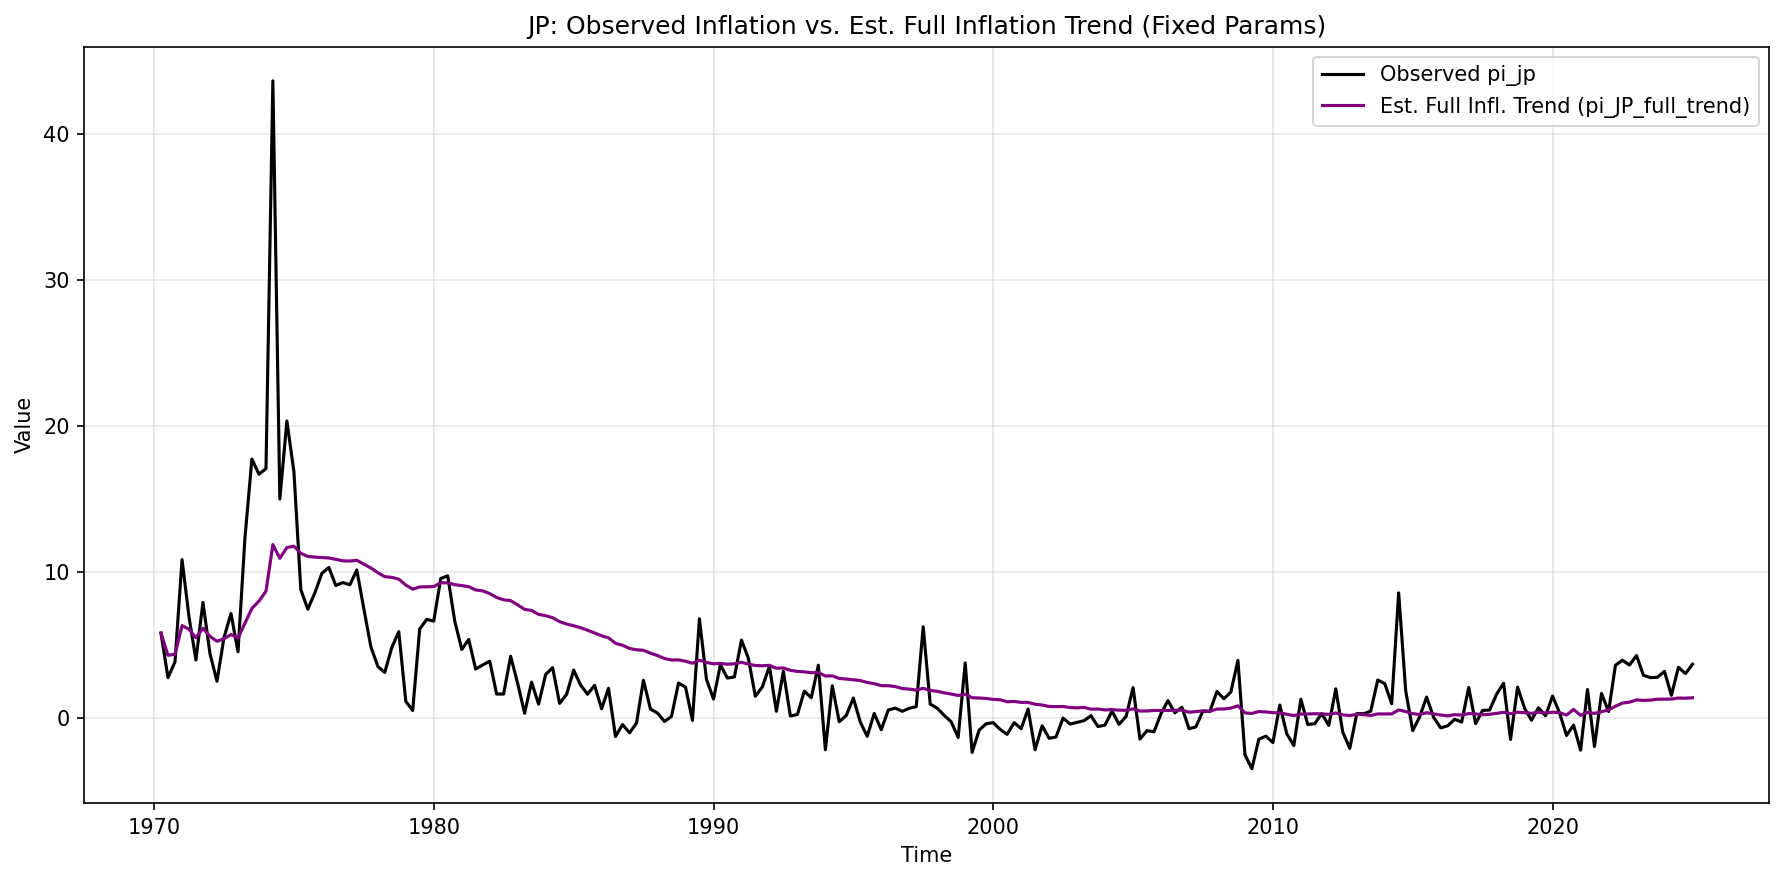 JP: Observed Inflation vs. Est. Full Inflation Trend (Fixed Params)
Observed pi_jp
Est. Full Infl. Trend (pi_JP_full_trend)
Value
40
30
20
10
0
1970
1980
1990
2000
2010
2020
Time